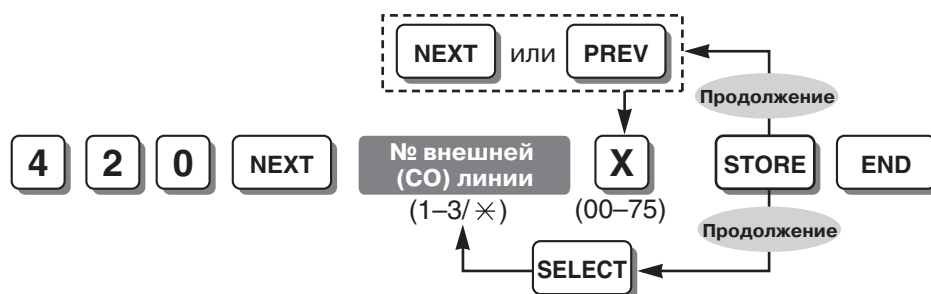 NEXT или PREV
Продолжение
4 2 0 NEXT № внешней (CO) линии X STORE END
(1–3/ ✳) (00–75)
Продолжение
SELECT